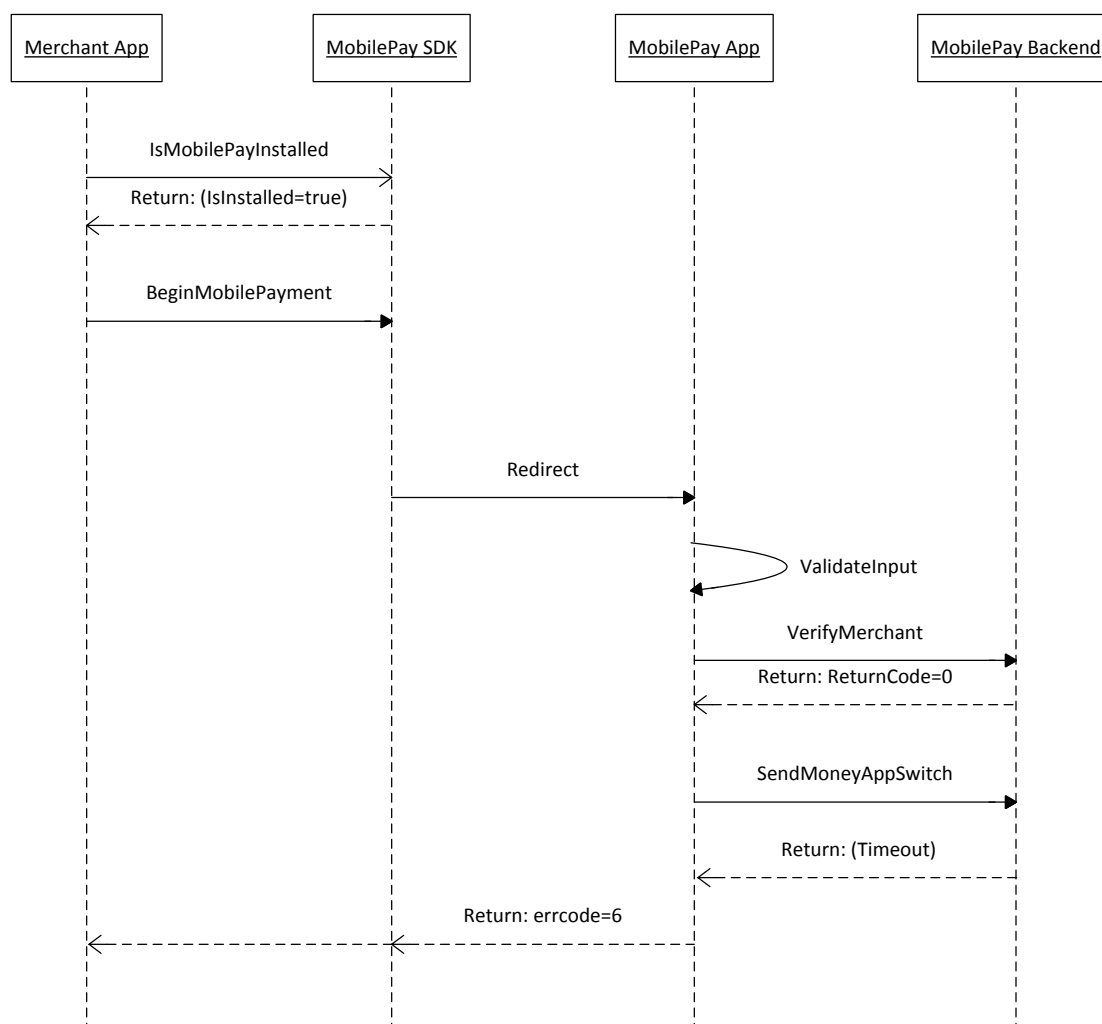 Merchant App
MobilePay SDK
MobilePay App
MobilePay Backend
IsMobilePayInstalled
Return: (IsInstalled=true)
BeginMobilePayment
Redirect
ValidateInput
VerifyMerchant
Return: ReturnCode=0
SendMoneyAppSwitch
Return: (Timeout)
Return: errcode=6